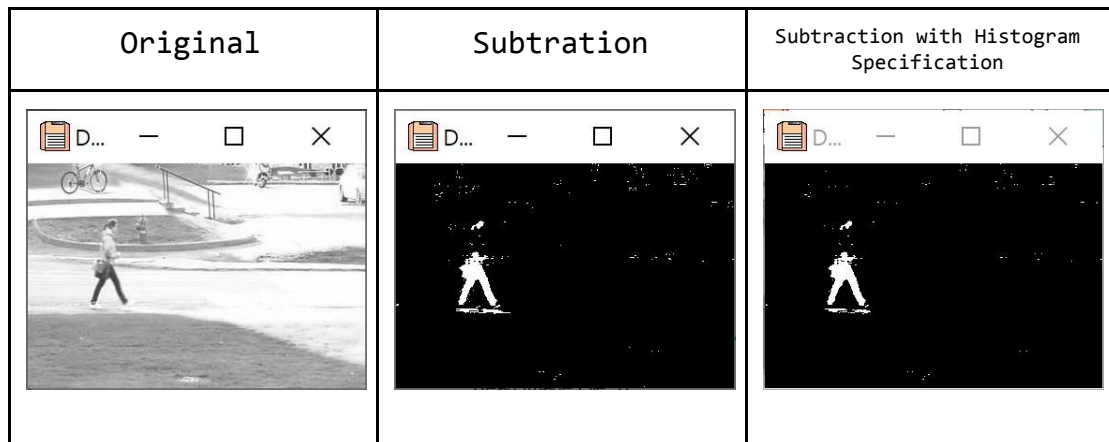 Original
Subtration
Subtraction with Histogram
Specification
D...
D...
D...